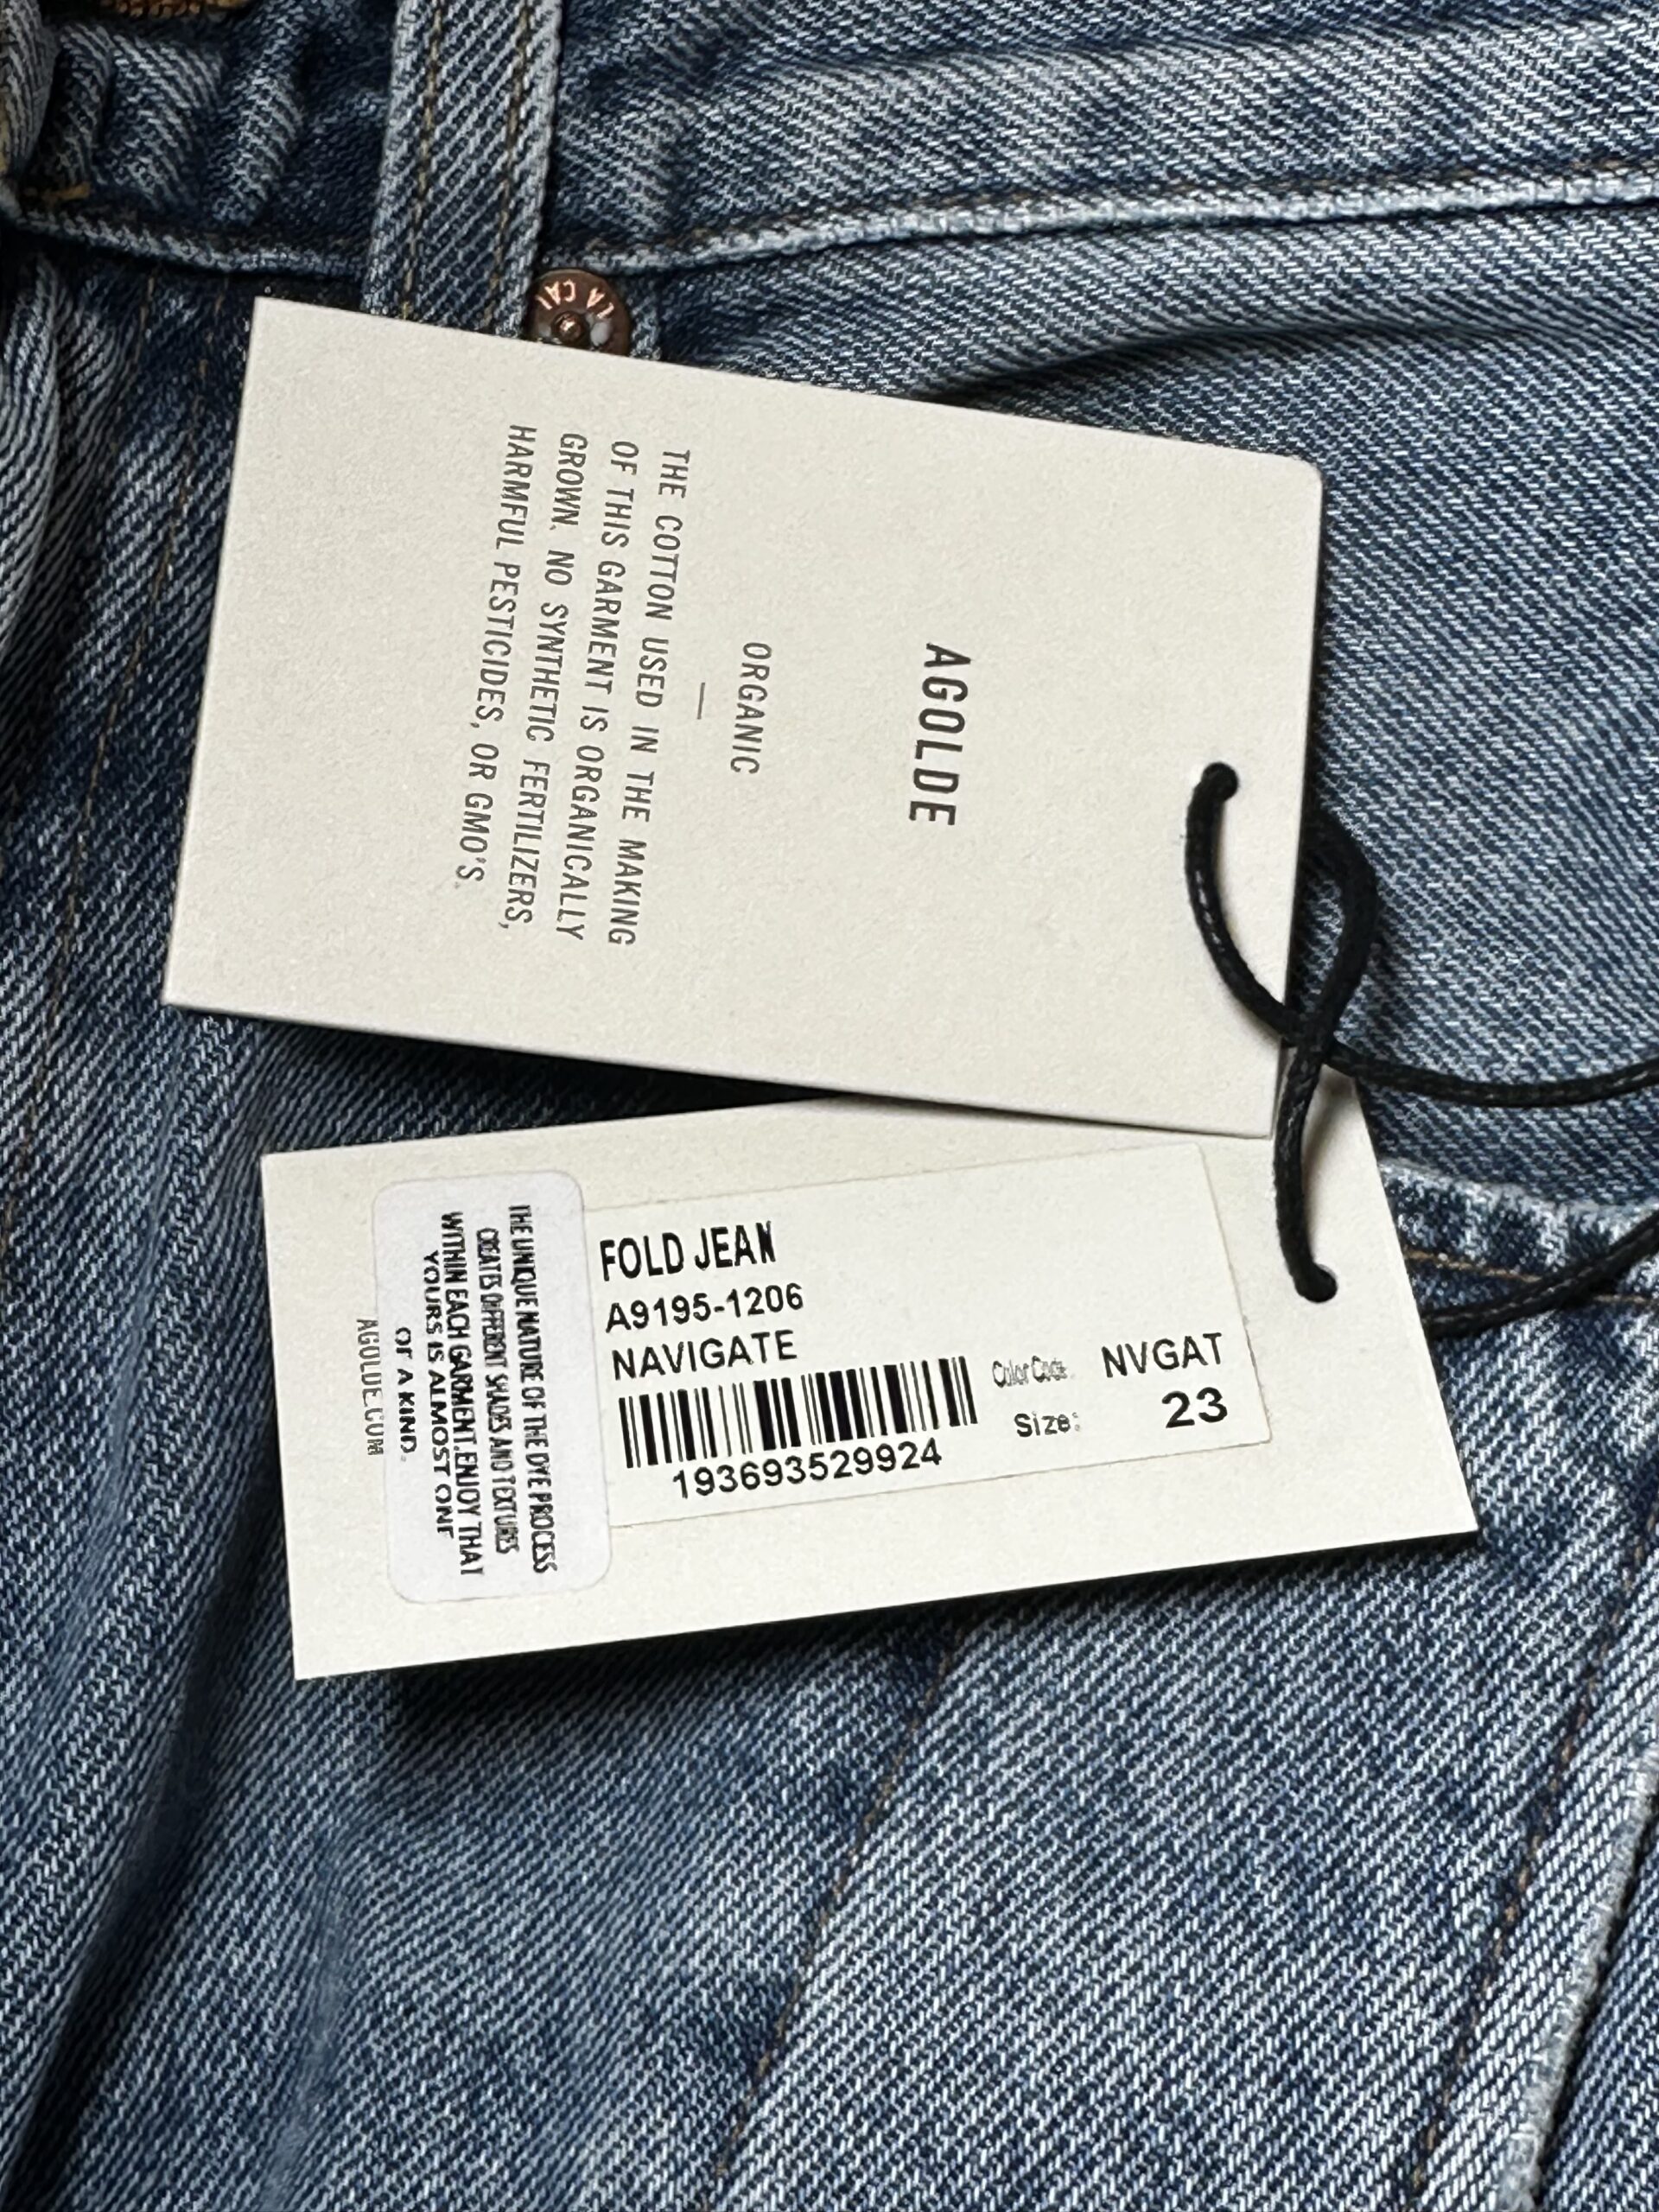 AGOLDE
ORGANIC
THE COTTON USED IN THE MAKING
OF THIS GARMENT IS ORGANICALLY
GROWN. NO SYNTHETIC FERTILIZERS,
HARMFUL PESTICIDES, OR GMO'S.
FOLD JEAN
A9195-1206
NAVIGATE
Color Code: NVGAT
Size: 23
193693529924
THE UNIQUE NATURE OF THE DYE PROCESS
CREATES DIFFERENT SHADES AND TEXTURES
WITHIN EACH GARMENT. ENJOY THAT
YOURS IS ALMOST ONE
OF A KIND.
AGOLDE.COM